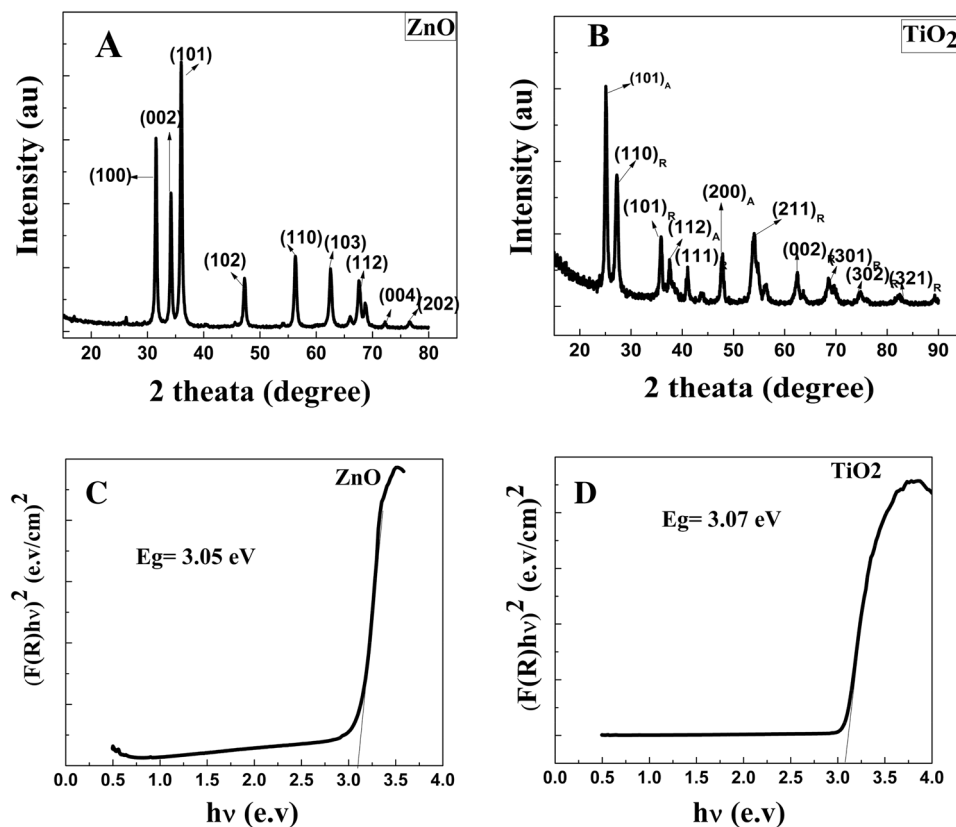 A
ZnO
(101)
(002)
(100)
(102)
(110)
(103)
(112)
(004)
(202)
Intensity (au)
20 30 40 50 60 70 80
2 theata (degree)
B
TiO2
(101)A
(110)R
(101)R
(112)A
(111)R
(200)A
(211)R
(002)R
(301)R
(302)R
(321)R
Intensity (au)
20 30 40 50 60 70 80 90
2 theata (degree)
C
ZnO
Eg= 3.05 eV
(F(R)hν)2 (e.v/cm)2
0.0 0.5 1.0 1.5 2.0 2.5 3.0 3.5 4.0
hν (e.v)
D
TiO2
Eg= 3.07 eV
(F(R)hν)2 (e.v/cm)2
0.0 0.5 1.0 1.5 2.0 2.5 3.0 3.5 4.0
hν (e.v)